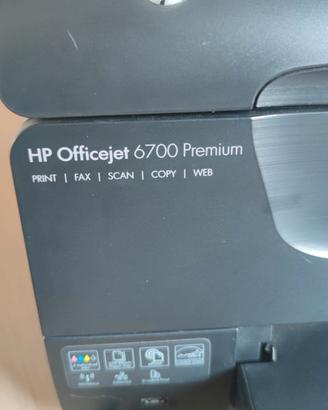 HP Officejet 6700 Premium
PRINT | FAX | SCAN | COPY | WEB